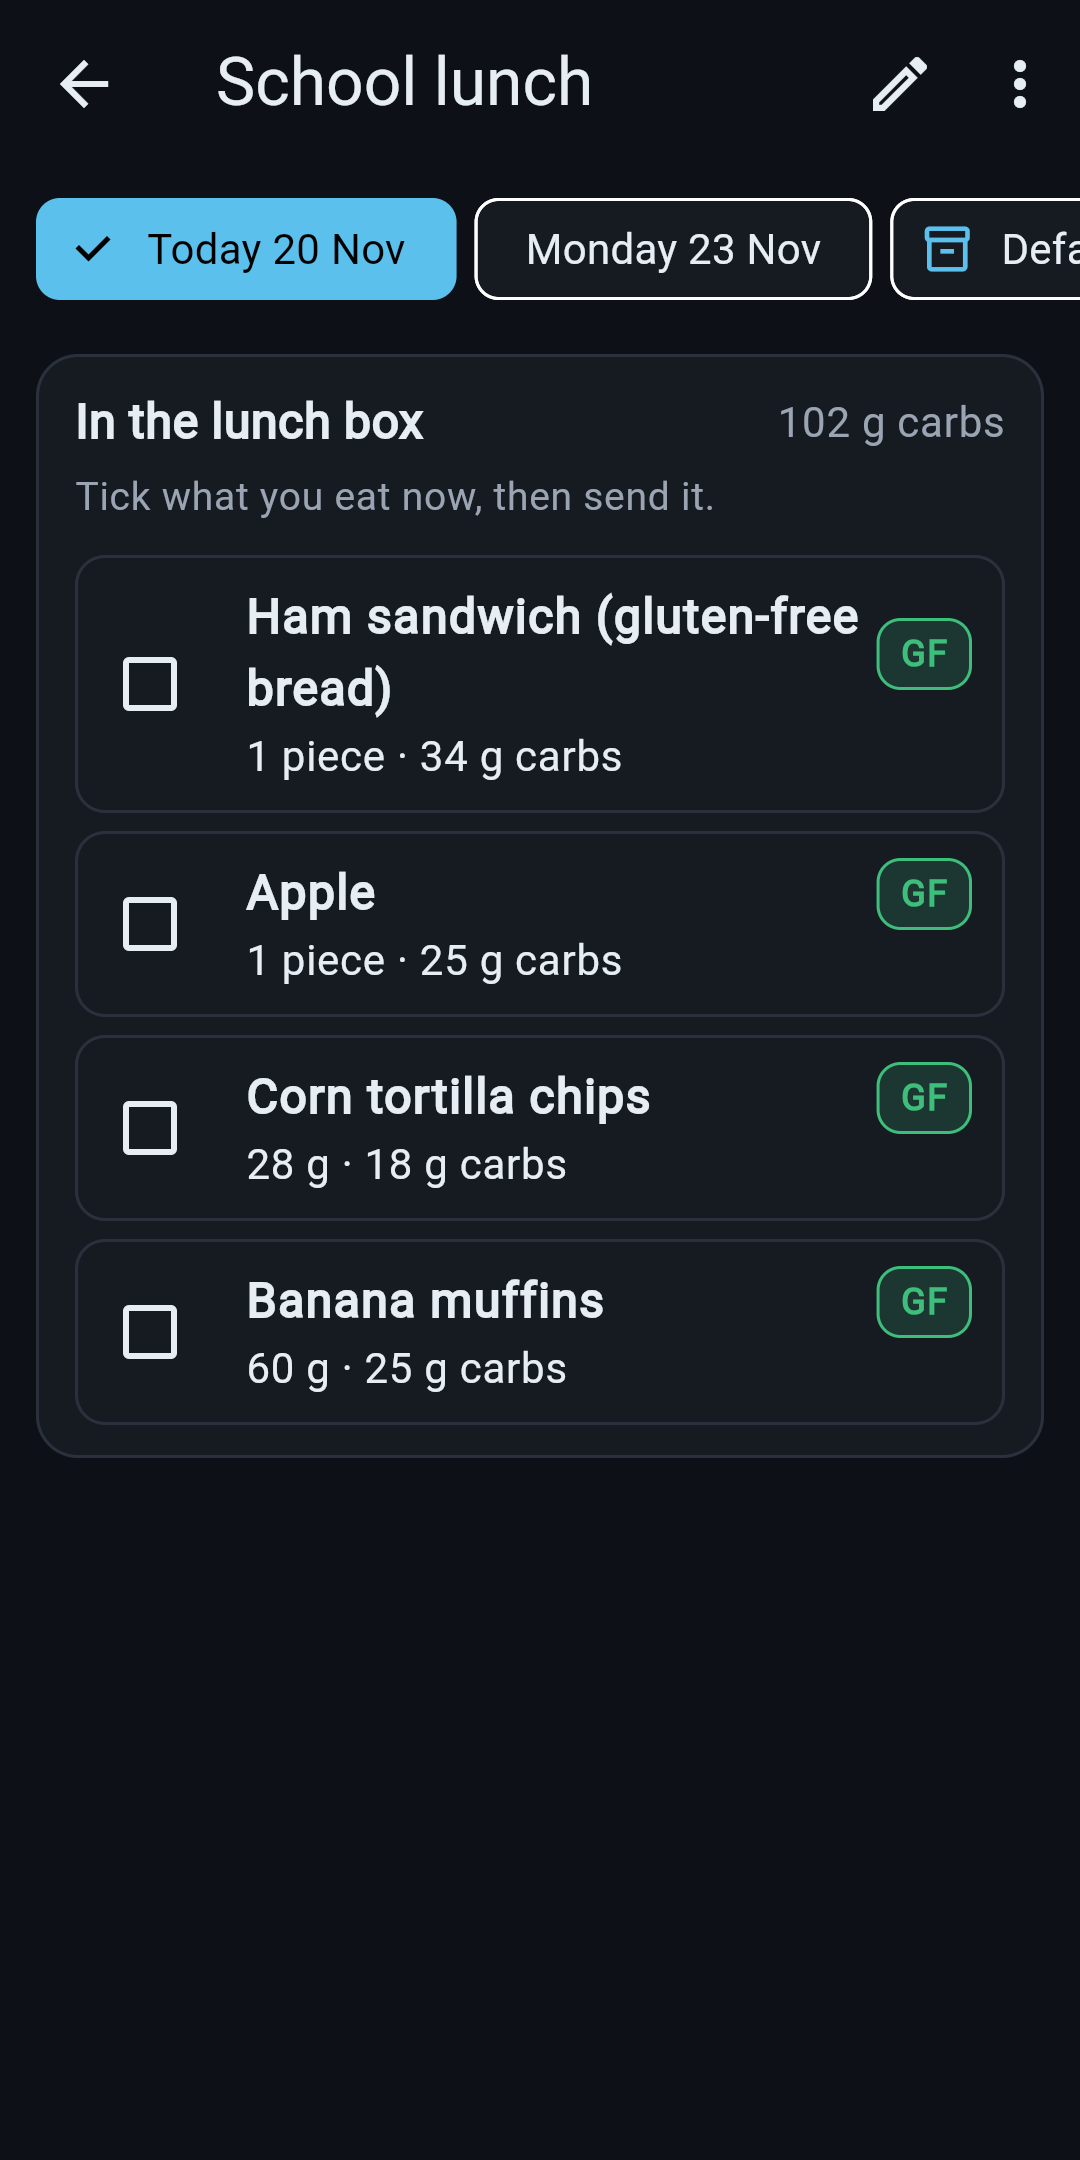 School lunch
Today 20 Nov
Monday 23 Nov
Defa
In the lunch box
102 g carbs
Tick what you eat now, then send it.
Ham sandwich (gluten-free
bread)
GF
1 piece · 34 g carbs
Apple
GF
1 piece · 25 g carbs
Corn tortilla chips
GF
28 g · 18 g carbs
Banana muffins
GF
60 g · 25 g carbs